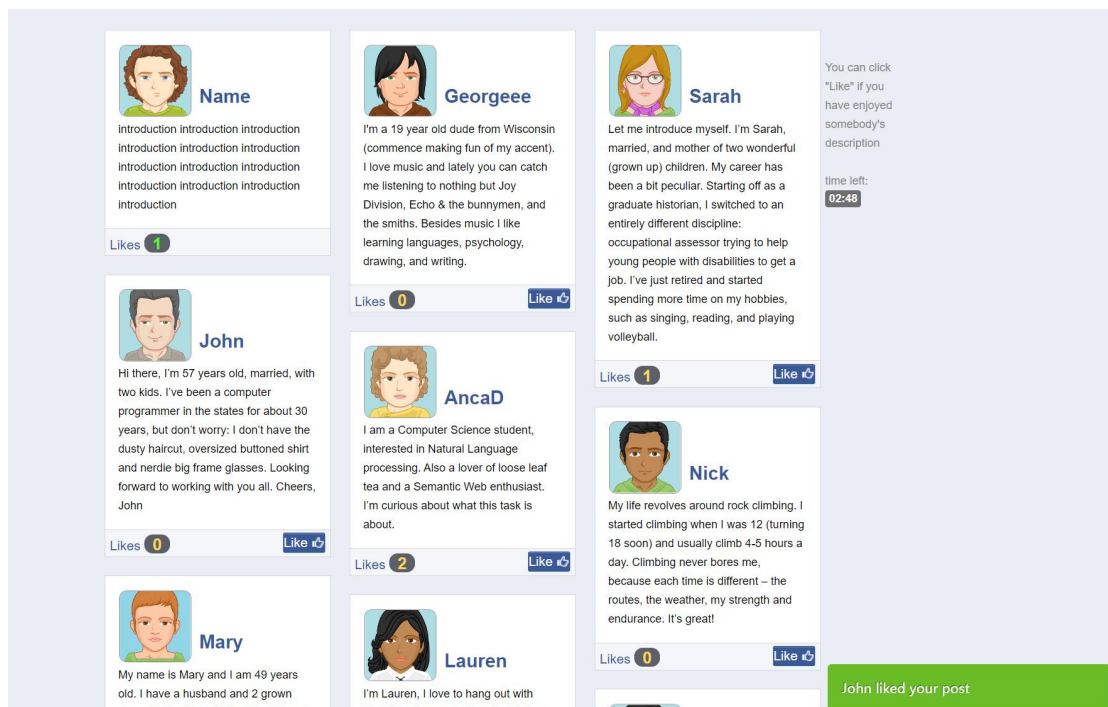 Name
introduction introduction introduction
introduction introduction introduction
introduction introduction introduction
introduction introduction introduction
introduction
Likes 1
John
Hi there, I'm 57 years old, married, with
two kids. I've been a computer
programmer in the states for about 30
years, but don't worry: I don't have the
dusty haircut, oversized buttoned shirt
and nerdie big frame glasses. Looking
forward to working with you all. Cheers,
John
Likes 0 Like
Mary
My name is Mary and I am 49 years
old. I have a husband and 2 grown
Georgeee
I'm a 19 year old dude from Wisconsin
(commence making fun of my accent).
I love music and lately you can catch
me listening to nothing but Joy
Division, Echo & the bunnymen, and
the smiths. Besides music I like
learning languages, psychology,
drawing, and writing.
Likes 0 Like
AncaD
I am a Computer Science student,
interested in Natural Language
processing. Also a lover of loose leaf
tea and a Semantic Web enthusiast.
I'm curious about what this task is
about.
Likes 2 Like
Lauren
I'm Lauren, I love to hang out with
Sarah
Let me introduce myself. I'm Sarah,
married, and mother of two wonderful
(grown up) children. My career has
been a bit peculiar. Starting off as a
graduate historian, I switched to an
entirely different discipline:
occupational assessor trying to help
young people with disabilities to get a
job. I've just retired and started
spending more time on my hobbies,
such as singing, reading, and playing
volleyball.
Likes 1 Like
Nick
My life revolves around rock climbing. I
started climbing when I was 12 (turning
18 soon) and usually climb 4-5 hours a
day. Climbing never bores me,
because each time is different – the
routes, the weather, my strength and
endurance. It's great!
Likes 0 Like
You can click
"Like" if you
have enjoyed
somebody's
description
time left:
02:48
John liked your post